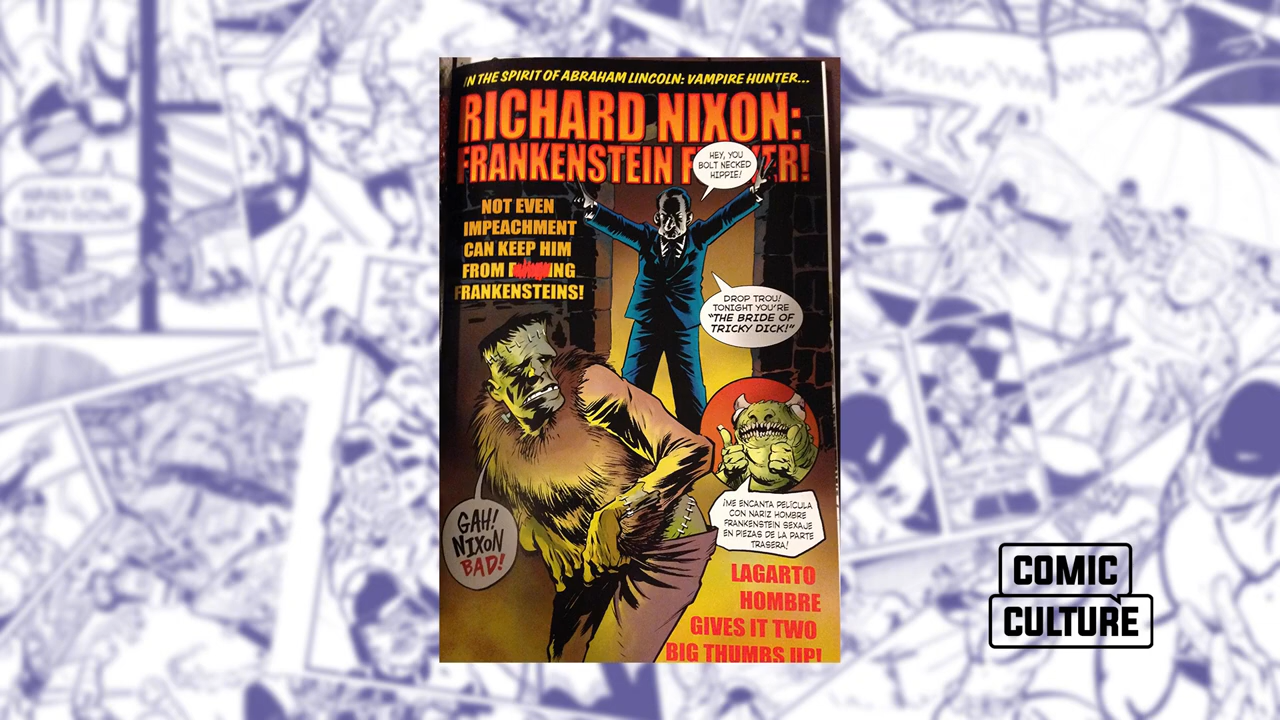 IN THE SPIRIT OF ABRAHAM LINCOLN: VAMPIRE HUNTER...
RICHARD NIXON:
FRANKENSTEIN F ER!
HEY, YOU
BOLT NECKED
HIPPIE!
NOT EVEN
IMPEACHMENT
CAN KEEP HIM
FROM F ING
FRANKENSTEINS!
DROP TROU!
TONIGHT YOU'RE
"THE BRIDE OF
TRICKY DICK!"
GAH!
NIXON
BAD!
¡ME ENCANTA PELÍCULA
CON NARIZ HOMBRE
FRANKENSTEIN SEXAJE
EN PIEZAS DE LA PARTE
TRASERA!
LAGARTO
HOMBRE
GIVES IT TWO
BIG THUMBS UP!
COMIC
CULTURE